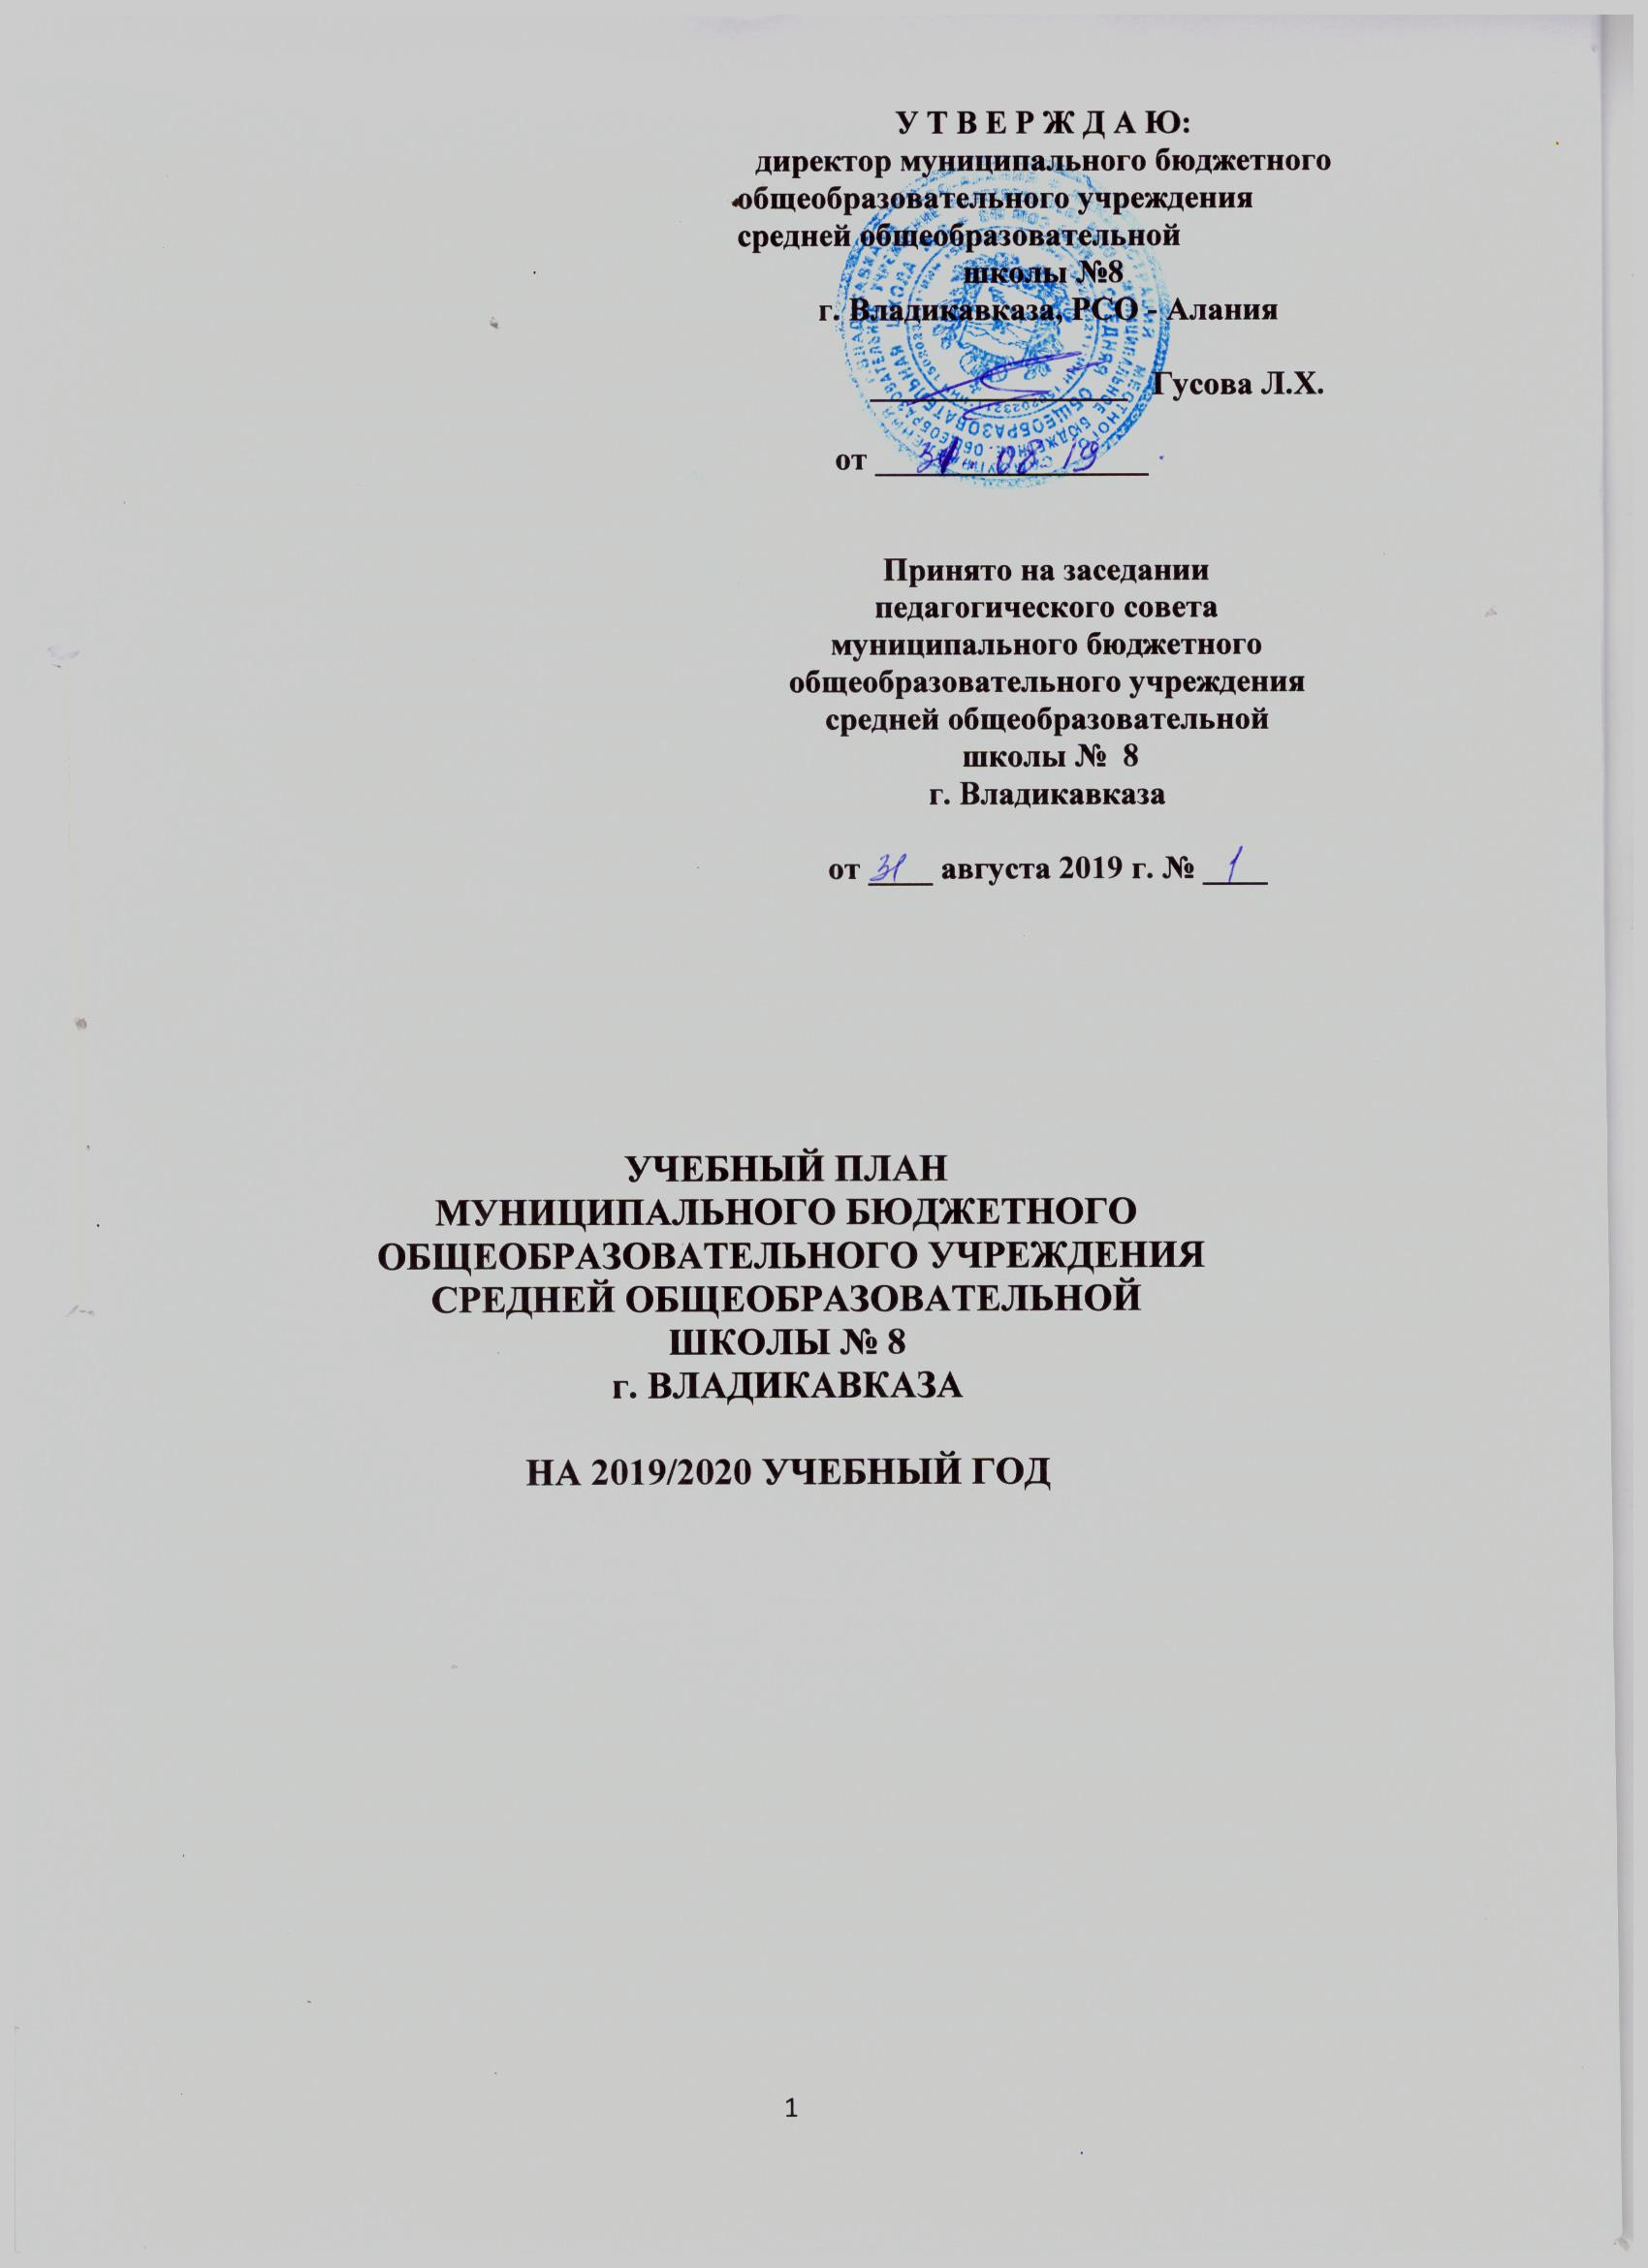 У Т В Е Р Ж Д А Ю:
директор муниципального бюджетного
общеобразовательного учреждения
средней общеобразовательной
школы №8
г. Владикавказа, РСО - Алания
Гусова Л.Х.
от 31 08 19
Принято на заседании
педагогического совета
муниципального бюджетного
общеобразовательного учреждения
средней общеобразовательной
школы № 8
г. Владикавказа
от 31 августа 2019 г. № 1
УЧЕБНЫЙ ПЛАН
МУНИЦИПАЛЬНОГО БЮДЖЕТНОГО
ОБЩЕОБРАЗОВАТЕЛЬНОГО УЧРЕЖДЕНИЯ
СРЕДНЕЙ ОБЩЕОБРАЗОВАТЕЛЬНОЙ
ШКОЛЫ № 8
г. ВЛАДИКАВКАЗА
НА 2019/2020 УЧЕБНЫЙ ГОД
1